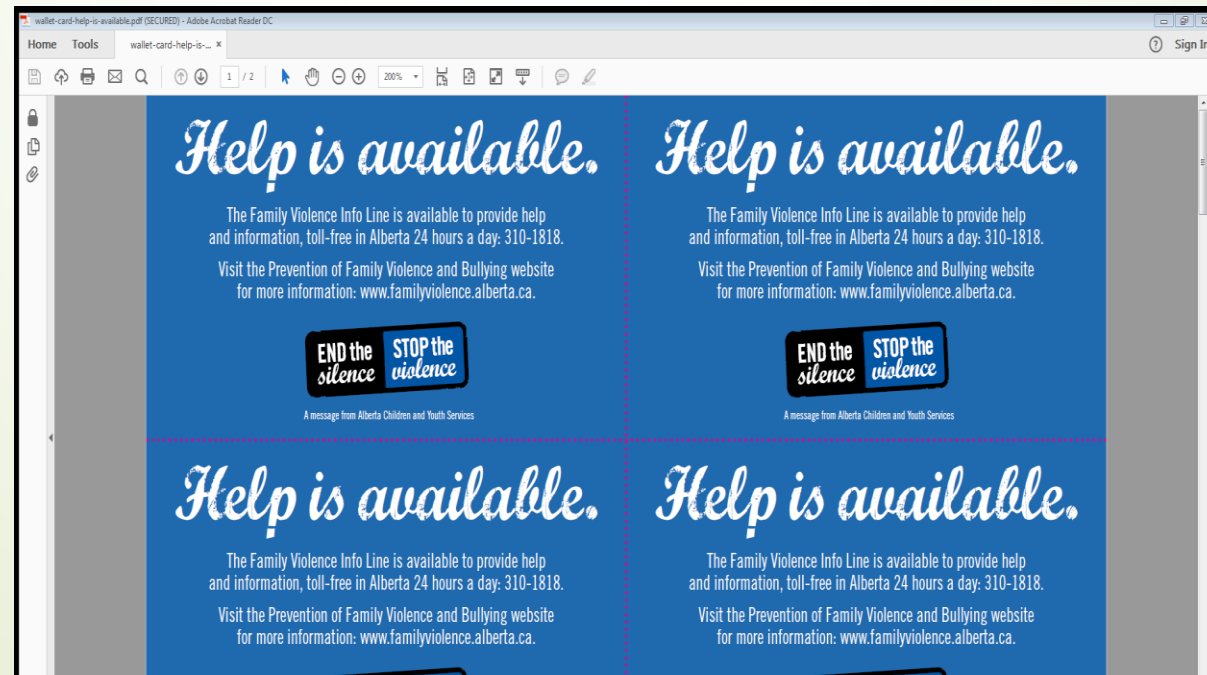 wallet-card-help-is-available.pdf (SECURED) - Adobe Acrobat Reader DC
Home Tools wallet-card-help-is-... × Sign In
1 / 2 200%
Help is available.
The Family Violence Info Line is available to provide help
and information, toll-free in Alberta 24 hours a day: 310-1818.
Visit the Prevention of Family Violence and Bullying website
for more information: www.familyviolence.alberta.ca.
END the silence STOP the violence
A message from Alberta Children and Youth Services
Help is available.
The Family Violence Info Line is available to provide help
and information, toll-free in Alberta 24 hours a day: 310-1818.
Visit the Prevention of Family Violence and Bullying website
for more information: www.familyviolence.alberta.ca.
END the silence STOP the violence
A message from Alberta Children and Youth Services
Help is available.
The Family Violence Info Line is available to provide help
and information, toll-free in Alberta 24 hours a day: 310-1818.
Visit the Prevention of Family Violence and Bullying website
for more information: www.familyviolence.alberta.ca.
Help is available.
The Family Violence Info Line is available to provide help
and information, toll-free in Alberta 24 hours a day: 310-1818.
Visit the Prevention of Family Violence and Bullying website
for more information: www.familyviolence.alberta.ca.